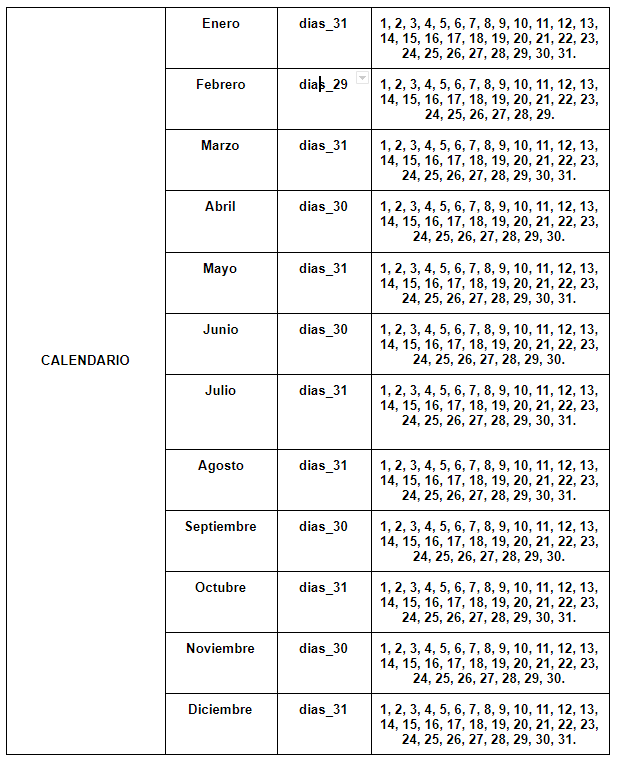 CALENDARIO
Enero
dias_31
1, 2, 3, 4, 5, 6, 7, 8, 9, 10, 11, 12, 13,
14, 15, 16, 17, 18, 19, 20, 21, 22, 23,
24, 25, 26, 27, 28, 29, 30, 31.
Febrero
dias_29
1, 2, 3, 4, 5, 6, 7, 8, 9, 10, 11, 12, 13,
14, 15, 16, 17, 18, 19, 20, 21, 22, 23,
24, 25, 26, 27, 28, 29.
Marzo
dias_31
1, 2, 3, 4, 5, 6, 7, 8, 9, 10, 11, 12, 13,
14, 15, 16, 17, 18, 19, 20, 21, 22, 23,
24, 25, 26, 27, 28, 29, 30, 31.
Abril
dias_30
1, 2, 3, 4, 5, 6, 7, 8, 9, 10, 11, 12, 13,
14, 15, 16, 17, 18, 19, 20, 21, 22, 23,
24, 25, 26, 27, 28, 29, 30.
Mayo
dias_31
1, 2, 3, 4, 5, 6, 7, 8, 9, 10, 11, 12, 13,
14, 15, 16, 17, 18, 19, 20, 21, 22, 23,
24, 25, 26, 27, 28, 29, 30, 31.
Junio
dias_30
1, 2, 3, 4, 5, 6, 7, 8, 9, 10, 11, 12, 13,
14, 15, 16, 17, 18, 19, 20, 21, 22, 23,
24, 25, 26, 27, 28, 29, 30.
Julio
dias_31
1, 2, 3, 4, 5, 6, 7, 8, 9, 10, 11, 12, 13,
14, 15, 16, 17, 18, 19, 20, 21, 22, 23,
24, 25, 26, 27, 28, 29, 30, 31.
Agosto
dias_31
1, 2, 3, 4, 5, 6, 7, 8, 9, 10, 11, 12, 13,
14, 15, 16, 17, 18, 19, 20, 21, 22, 23,
24, 25, 26, 27, 28, 29, 30, 31.
Septiembre
dias_30
1, 2, 3, 4, 5, 6, 7, 8, 9, 10, 11, 12, 13,
14, 15, 16, 17, 18, 19, 20, 21, 22, 23,
24, 25, 26, 27, 28, 29, 30.
Octubre
dias_31
1, 2, 3, 4, 5, 6, 7, 8, 9, 10, 11, 12, 13,
14, 15, 16, 17, 18, 19, 20, 21, 22, 23,
24, 25, 26, 27, 28, 29, 30, 31.
Noviembre
dias_30
1, 2, 3, 4, 5, 6, 7, 8, 9, 10, 11, 12, 13,
14, 15, 16, 17, 18, 19, 20, 21, 22, 23,
24, 25, 26, 27, 28, 29, 30.
Diciembre
dias_31
1, 2, 3, 4, 5, 6, 7, 8, 9, 10, 11, 12, 13,
14, 15, 16, 17, 18, 19, 20, 21, 22, 23,
24, 25, 26, 27, 28, 29, 30, 31.